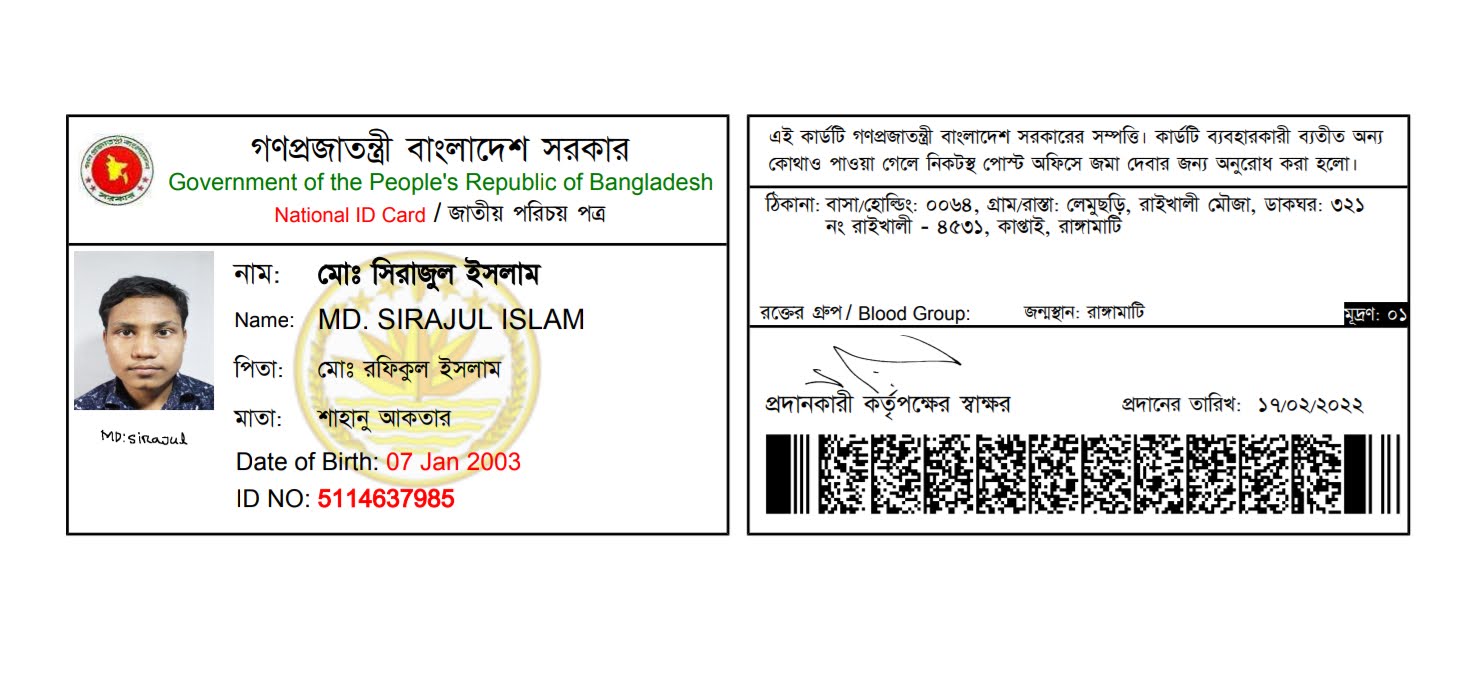 গণপ্রজাতন্ত্রী বাংলাদেশ সরকার
Government of the People's Republic of Bangladesh
National ID Card / জাতীয় পরিচয় পত্র
নাম: মোঃ সিরাজুল ইসলাম
Name: MD. SIRAJUL ISLAM
পিতা: মোঃ রফিকুল ইসলাম
মাতা: শাহানু আকতার
Date of Birth: 07 Jan 2003
ID NO: 5114637985
MD:sirajul
এই কার্ডটি গণপ্রজাতন্ত্রী বাংলাদেশ সরকারের সম্পত্তি। কার্ডটি ব্যবহারকারী ব্যতীত অন্য
কোথাও পাওয়া গেলে নিকটস্থ পোস্ট অফিসে জমা দেবার জন্য অনুরোধ করা হলো।
ঠিকানা: বাসা/হোল্ডিং: ০০৬৪, গ্রাম/রাস্তা: লেমুছড়ি, রাইখালী মৌজা, ডাকঘর: ৩২১
নং রাইখালী - ৪৫৩১, কাপ্তাই, রাঙ্গামাটি
রক্তের গ্রুপ / Blood Group: জন্মস্থান: রাঙ্গামাটি মূদ্রণ: ০১
প্রদানকারী কর্তৃপক্ষের স্বাক্ষর প্রদানের তারিখ: ১৭/০২/২০২২